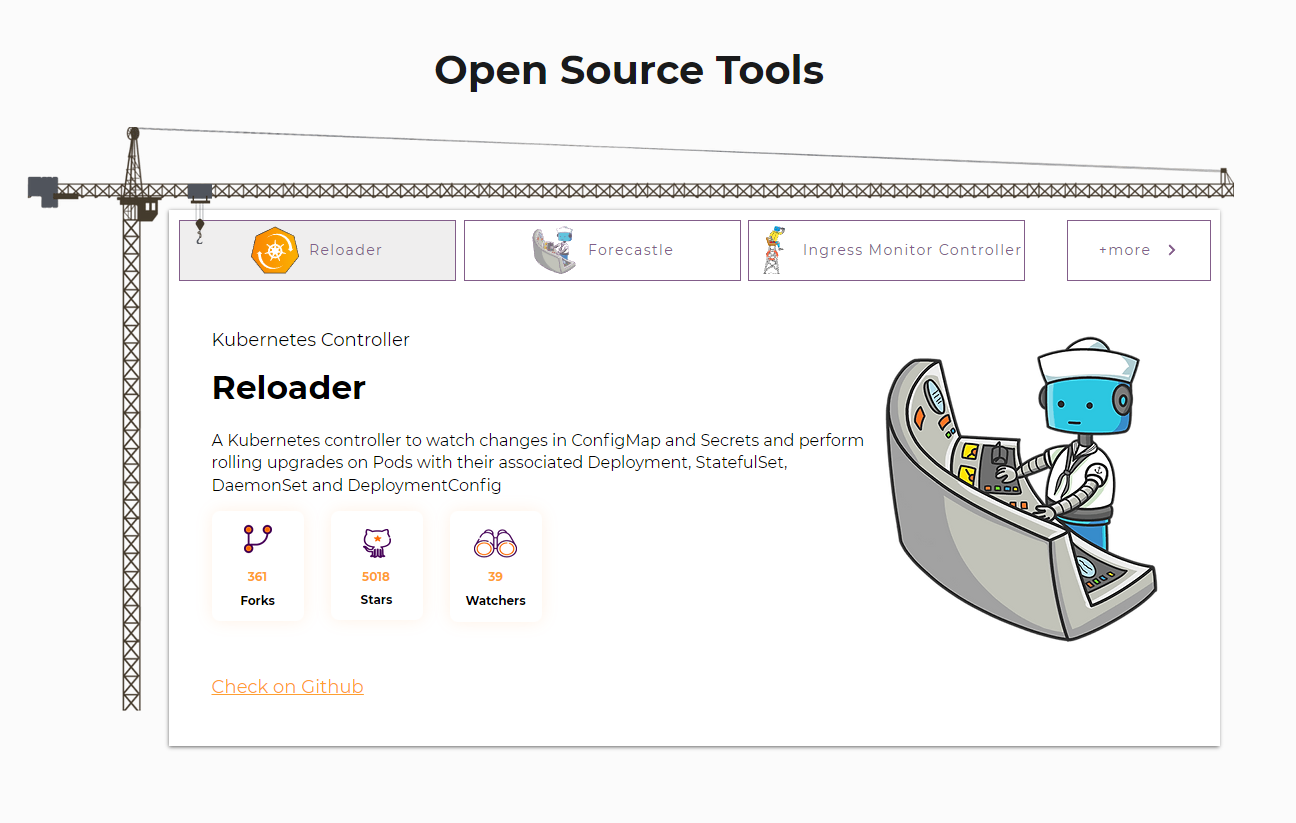 Open Source Tools
Reloader
Forecastle
Ingress Monitor Controller
+more
Kubernetes Controller
Reloader
A Kubernetes controller to watch changes in ConfigMap and Secrets and perform
rolling upgrades on Pods with their associated Deployment, StatefulSet,
DaemonSet and DeploymentConfig
361
5018
39
Forks
Stars
Watchers
Check on Github